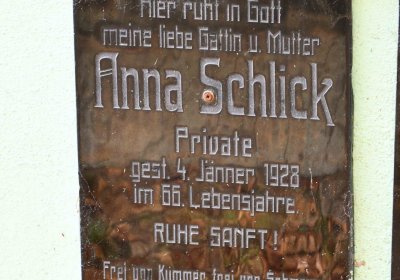 Hier ruht in Gott
meine liebe Gattin u. Mutter
Anna Schlick
Private
gest. 4. Jänner 1928
im 66. Lebensjahre.
RUHE SANFT!
Frei von Kummer, frei von